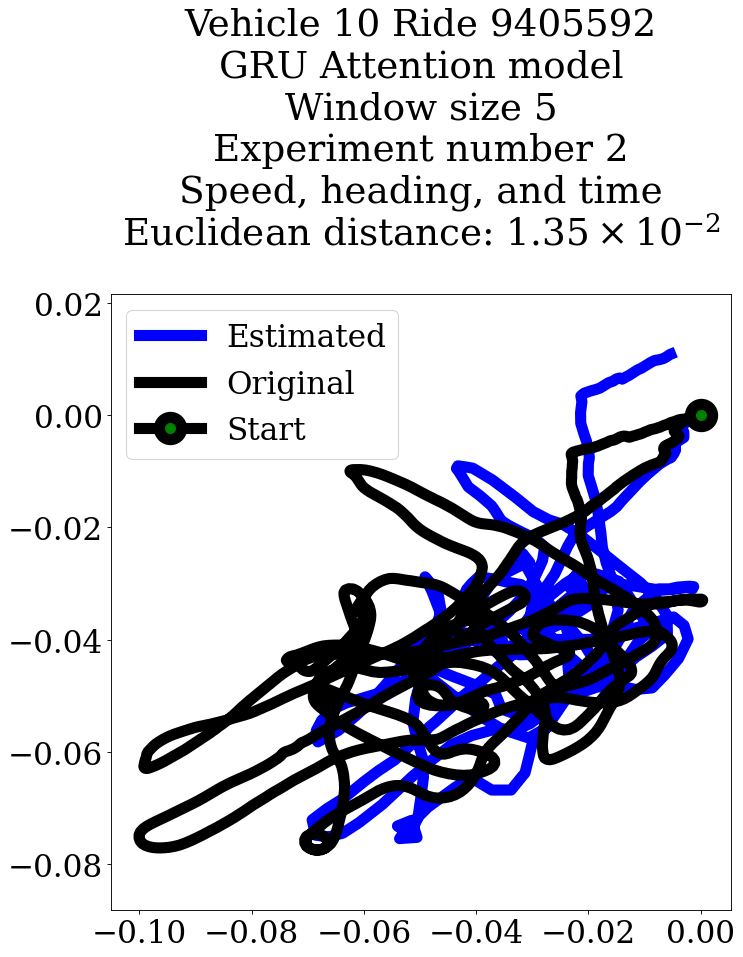 Vehicle 10 Ride 9405592
GRU Attention model
Window size 5
Experiment number 2
Speed, heading, and time
Euclidean distance: 1.35 × 10⁻²
0.02
0.00
−0.02
−0.04
−0.06
−0.08
Estimated
Original
Start
−0.10 −0.08 −0.06 −0.04 −0.02 0.00